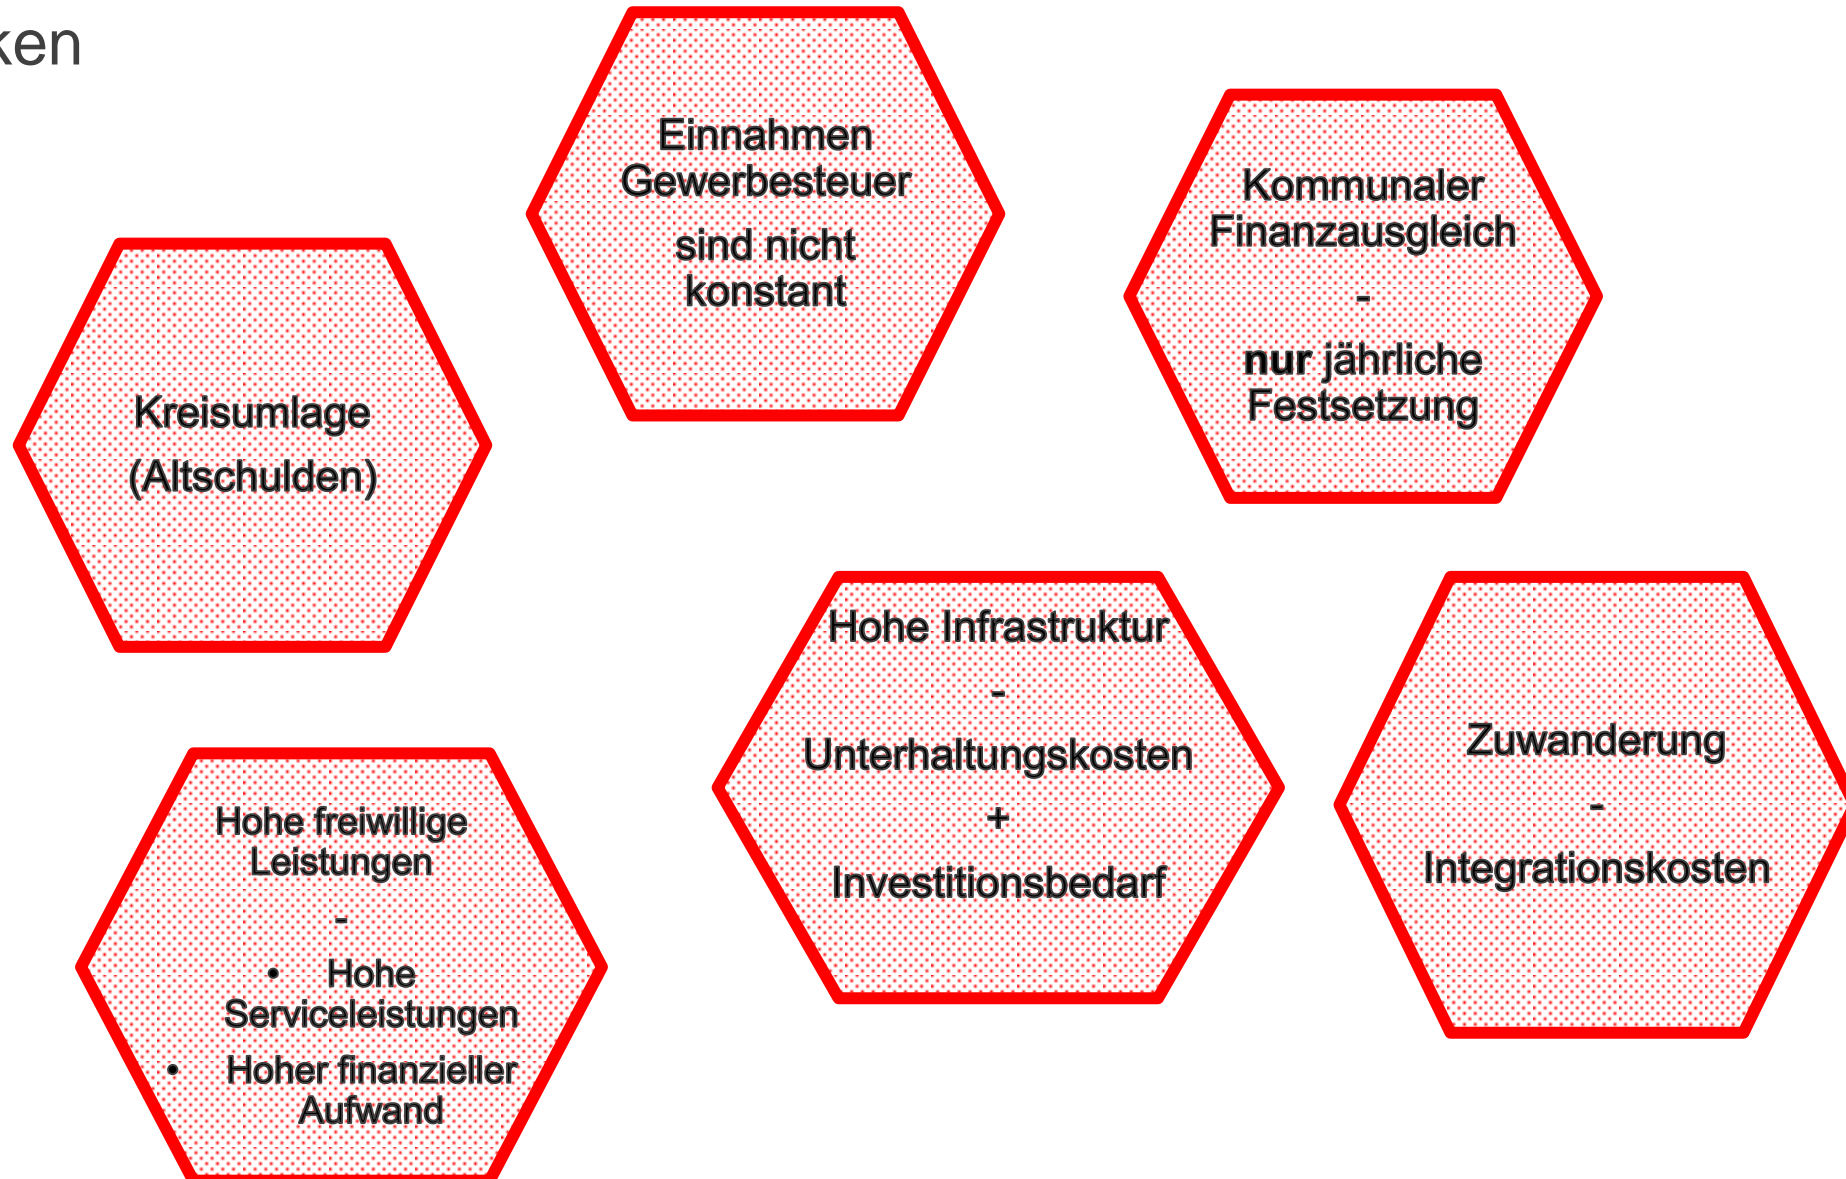 ken
Einnahmen
Gewerbesteuer
sind nicht
konstant
Kommunaler
Finanzausgleich
-
nur jährliche
Festsetzung
Kreisumlage
(Altschulden)
Hohe Infrastruktur
-
Unterhaltungskosten
+
Investitionsbedarf
Zuwanderung
-
Integrationskosten
Hohe freiwillige
Leistungen
-
• Hohe
Serviceleistungen
• Hoher finanzieller
Aufwand